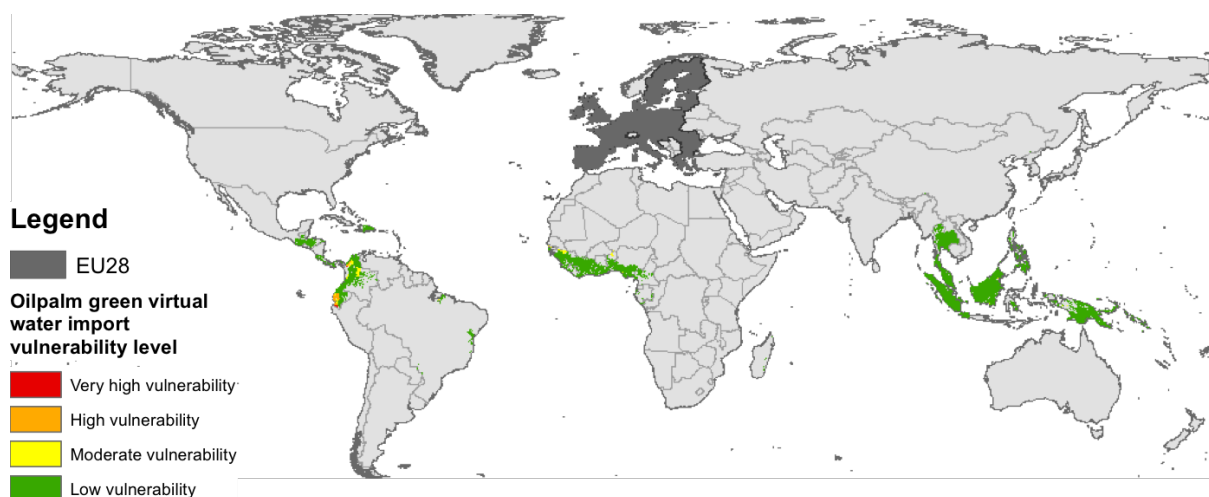 Legend
EU28
Oilpalm green virtual
water import
vulnerability level
Very high vulnerability
High vulnerability
Moderate vulnerability
Low vulnerability